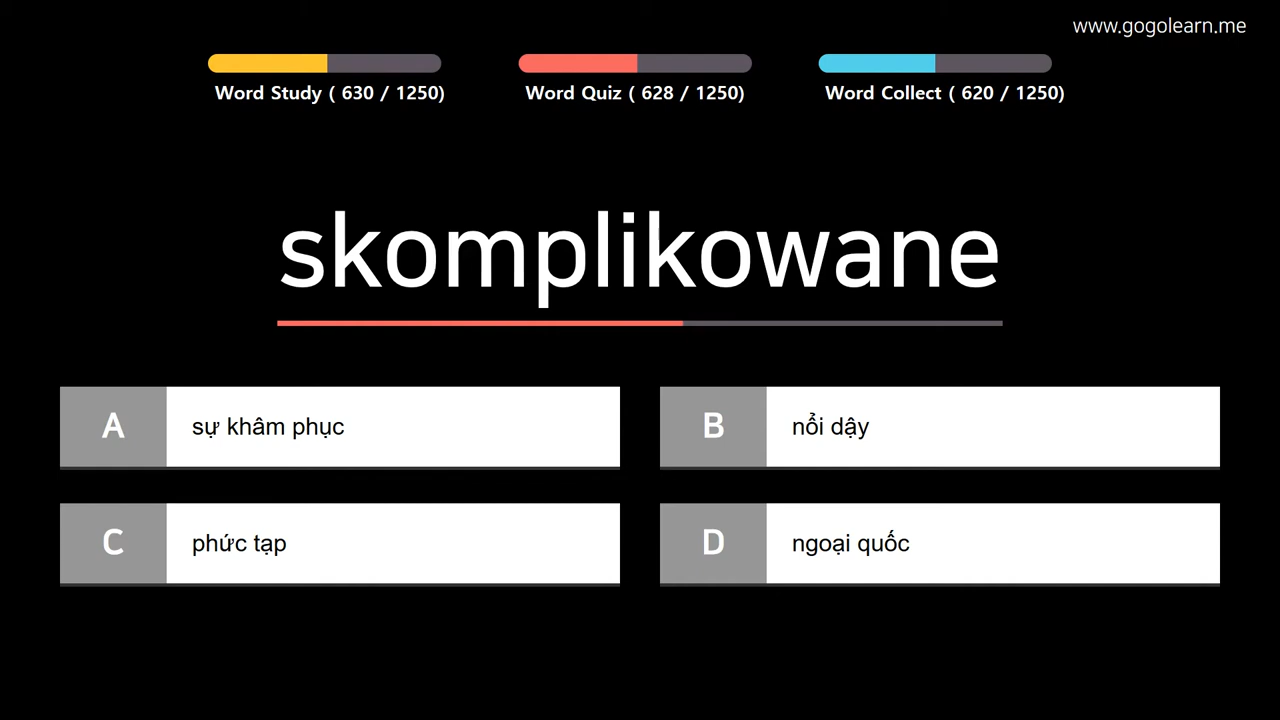 www.gogolearn.me
Word Study ( 630 / 1250)
Word Quiz ( 628 / 1250)
Word Collect ( 620 / 1250)
skomplikowane
A sự khâm phục
B nổi dậy
C phức tạp
D ngoại quốc